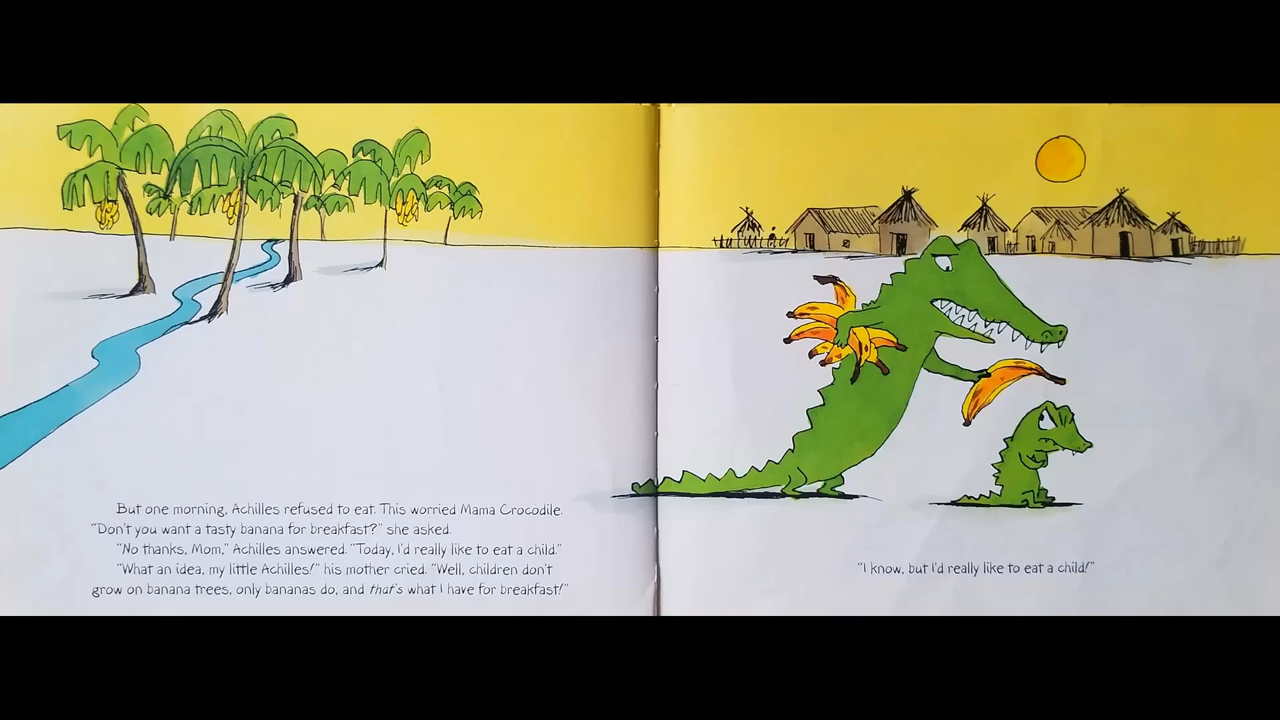 But one morning, Achilles refused to eat. This worried Mama Crocodile.
"Don't you want a tasty banana for breakfast?" she asked.
"No thanks, Mom," Achilles answered. "Today, I'd really like to eat a child."
"What an idea, my little Achilles!" his mother cried. "Well, children don't
grow on banana trees, only bananas do, and that's what I have for breakfast!"
"I know, but I'd really like to eat a child!"